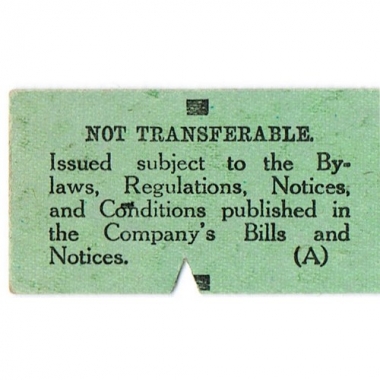 NOT TRANSFERABLE.
Issued subject to the By-
laws, Regulations, Notices,
and Conditions published in
the Company's Bills and
Notices. (A)